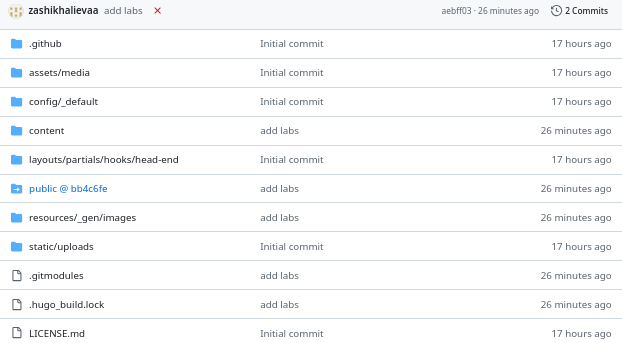 zashikhalievaa add labs aebff03 · 26 minutes ago 2 Commits
.github Initial commit 17 hours ago
assets/media Initial commit 17 hours ago
config/_default Initial commit 17 hours ago
content add labs 26 minutes ago
layouts/partials/hooks/head-end Initial commit 17 hours ago
public @ bb4c6fe add labs 26 minutes ago
resources/_gen/images add labs 26 minutes ago
static/uploads Initial commit 17 hours ago
.gitmodules add labs 26 minutes ago
.hugo_build.lock add labs 26 minutes ago
LICENSE.md Initial commit 17 hours ago